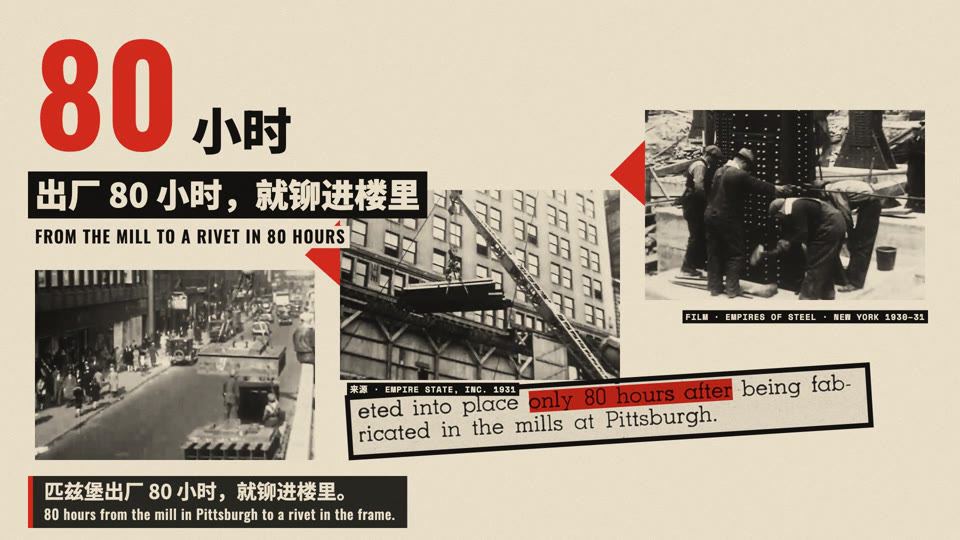 80 小时
出厂 80 小时，就铆进楼里
FROM THE MILL TO A RIVET IN 80 HOURS
FILM · EMPIRES OF STEEL · NEW YORK 1930–31
来源 · EMPIRE STATE, INC. 1931
eted into place only 80 hours after being fab-
ricated in the mills at Pittsburgh.
匹兹堡出厂 80 小时，就铆进楼里。
80 hours from the mill in Pittsburgh to a rivet in the frame.